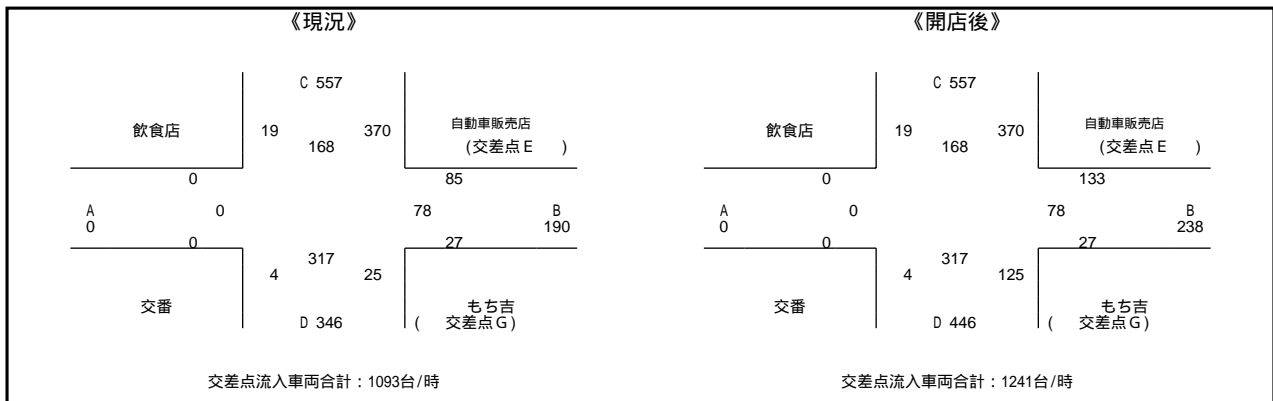 《現況》
C 557
飲食店
19
168
370
自動車販売店
(交差点E )
0
85
A
0
0
78
B
190
0
27
4
317
25
交番
D 346
もち吉
( 交差点G)
交差点流入車両合計：1093台/時
《開店後》
C 557
飲食店
19
168
370
自動車販売店
(交差点E )
0
133
A
0
0
78
B
238
0
27
4
317
125
交番
D 446
もち吉
( 交差点G)
交差点流入車両合計：1241台/時